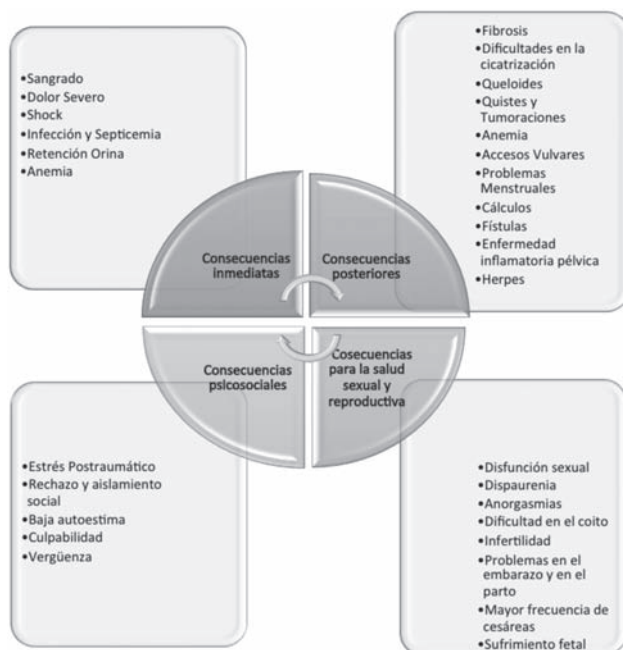 •Sangrado
•Dolor Severo
•Shock
•Infección y Septicemia
•Retención Orina
•Anemia
•Fibrosis
•Dificultades en la
cicatrización
•Queloides
•Quistes y
Tumoraciones
•Anemia
•Accesos Vulvares
•Problemas
Menstruales
•Cálculos
•Fístulas
•Enfermedad
inflamatoria pélvica
•Herpes
Consecuencias
inmediatas
Consecuencias
posteriores
Consecuencias
psicosociales
Cosecuencias
para la salud
sexual y
reproductiva
•Estrés Postraumático
•Rechazo y aislamiento
social
•Baja autoestima
•Culpabilidad
•Vergüenza
•Disfunción sexual
•Dispaurenia
•Anorgasmias
•Dificultad en el coito
•Infertilidad
•Problemas en el
embarazo y en el
parto
•Mayor frecuencia de
cesáreas
•Sufrimiento fetal